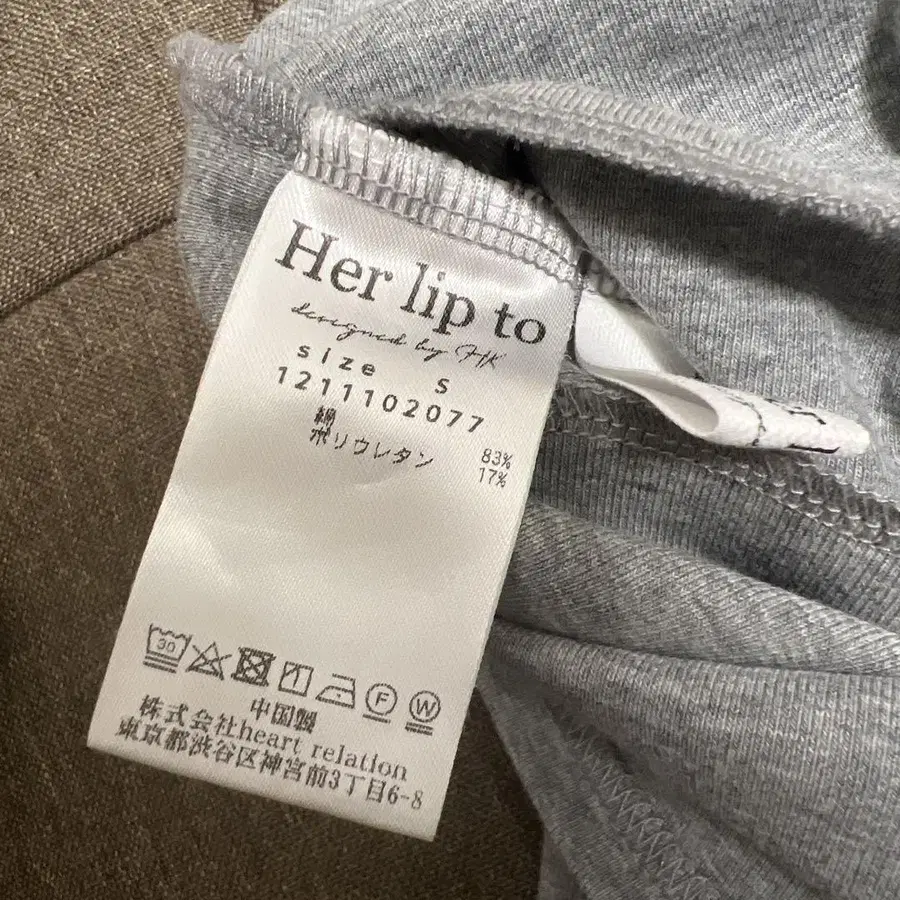 Her lip to
designed by HK
size S
1211102077
綿 83%
ポリウレタン 17%
30 F W
中国製
株式会社heart relation
東京都渋谷区神宮前3丁目6-8